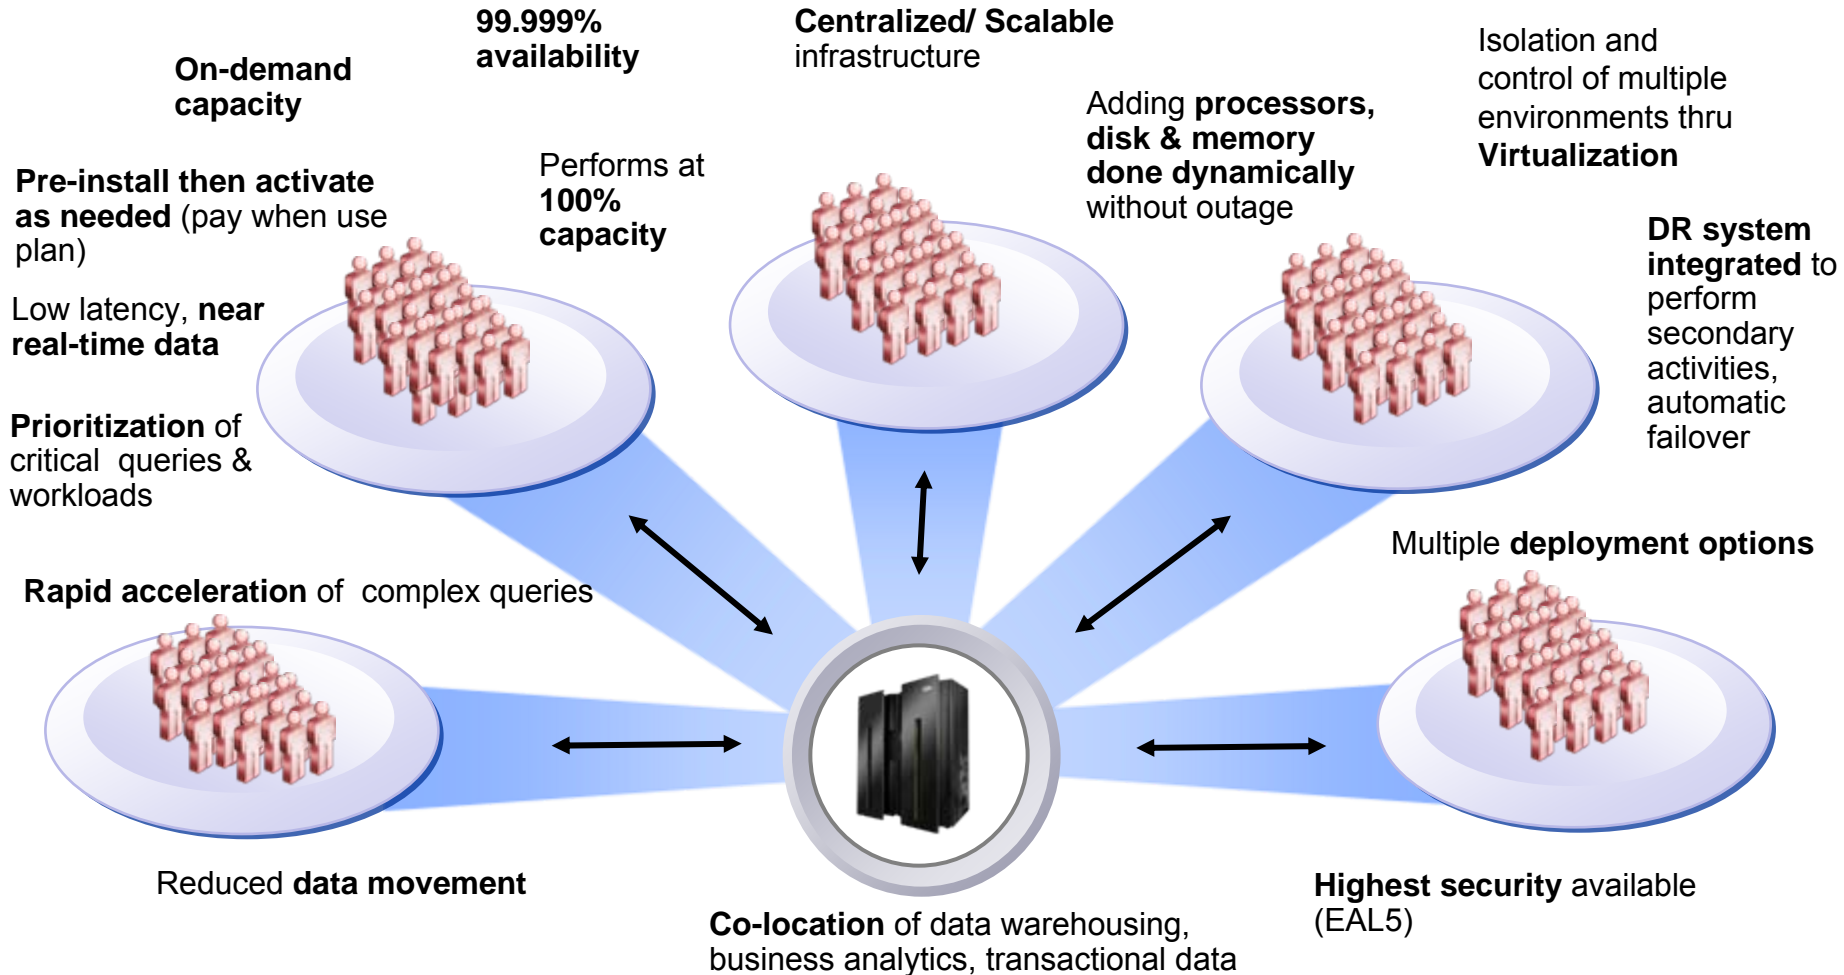 99.999%
availability
Centralized/ Scalable
infrastructure
Isolation and
control of multiple
environments thru
Virtualization
On-demand
capacity
Adding processors,
disk & memory
done dynamically
without outage
Performs at
100%
capacity
Pre-install then activate
as needed (pay when use
plan)
DR system
integrated to
perform
secondary
activities,
automatic
failover
Low latency, near
real-time data
Prioritization of
critical queries &
workloads
Multiple deployment options
Rapid acceleration of complex queries
Reduced data movement
Highest security available
(EAL5)
Co-location of data warehousing,
business analytics, transactional data